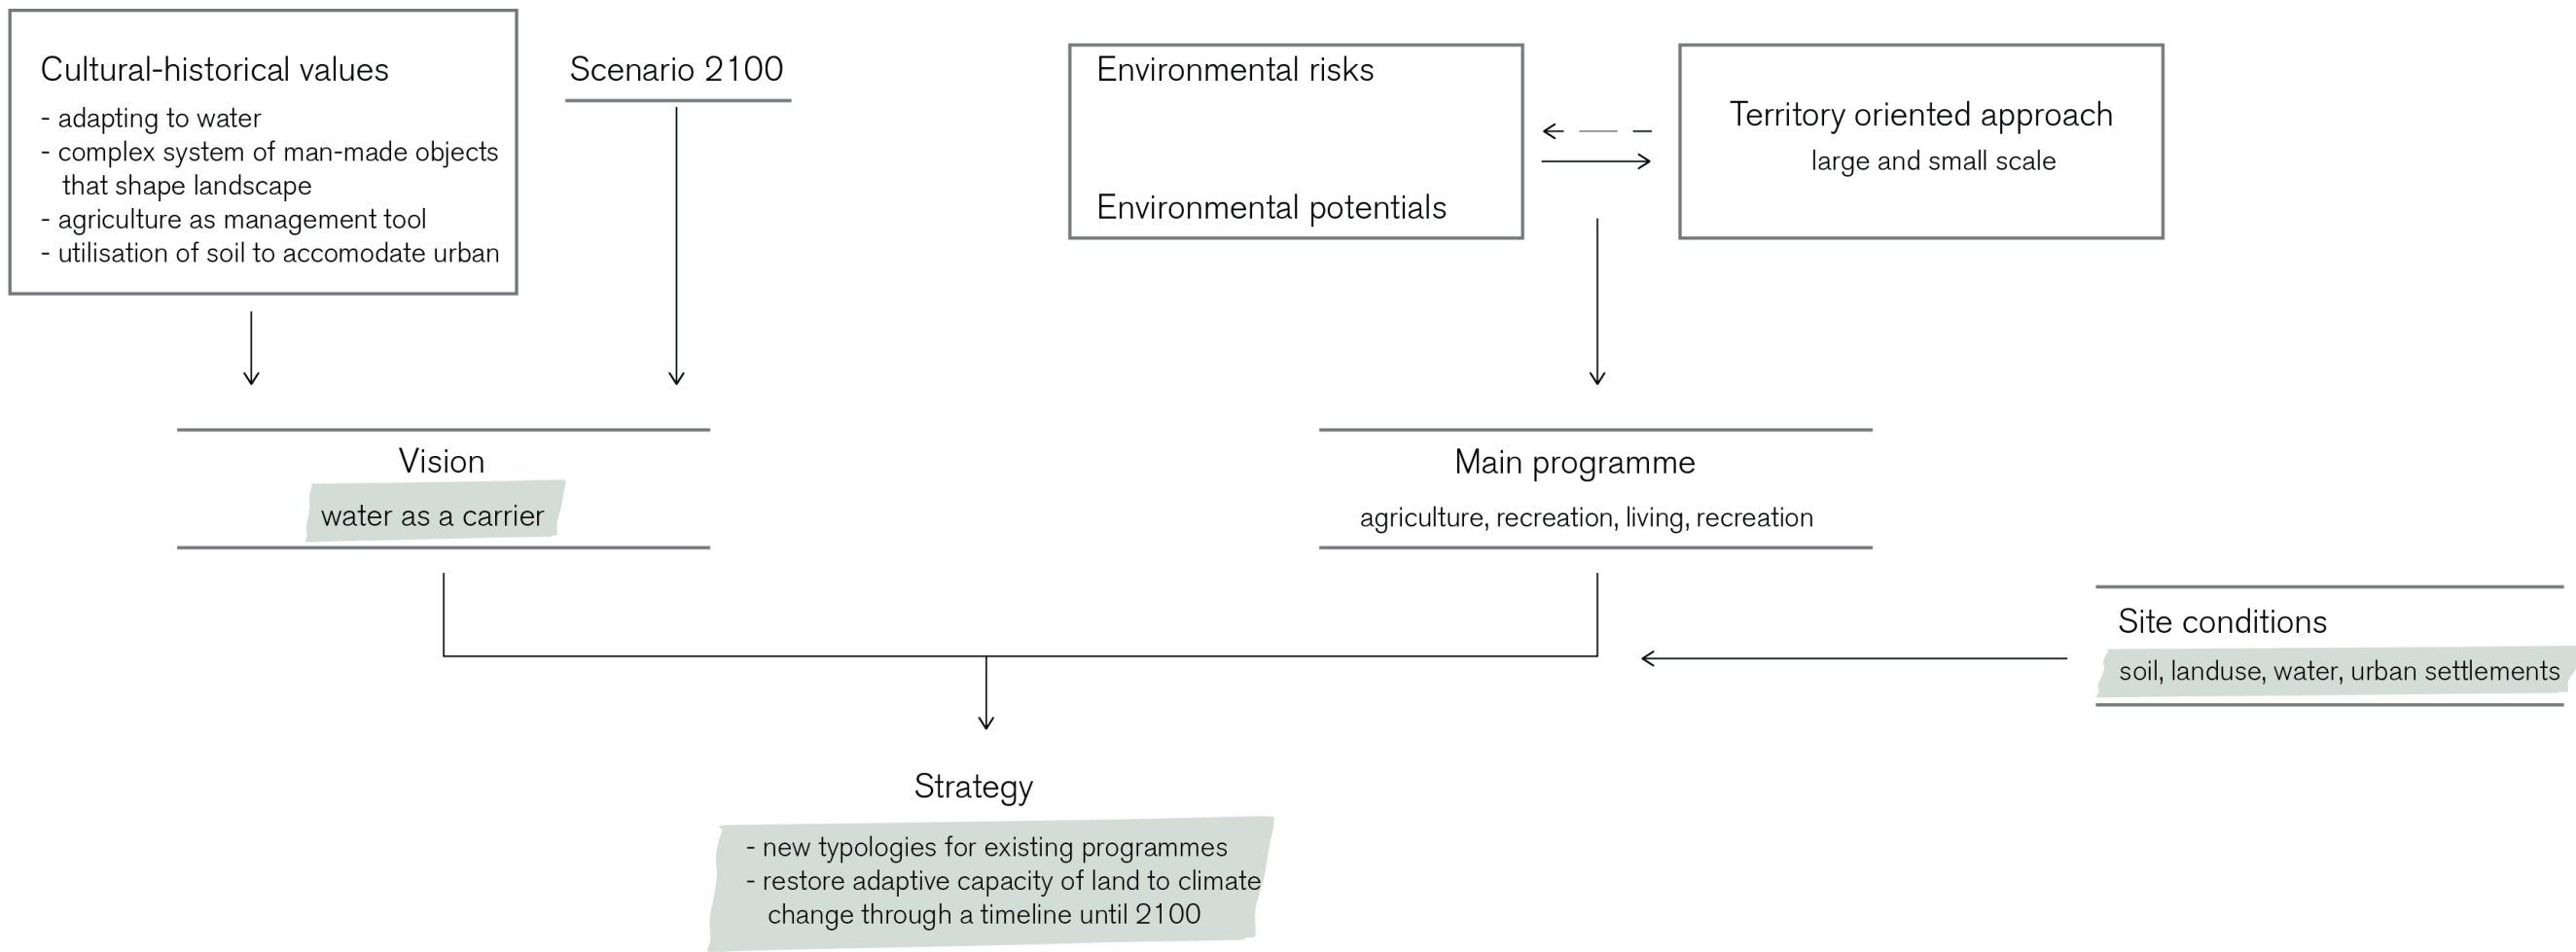 Cultural-historical values
- adapting to water
- complex system of man-made objects
that shape landscape
- agriculture as management tool
- utilisation of soil to accomodate urban
Scenario 2100
Environmental risks
Environmental potentials
Territory oriented approach
large and small scale
Vision
water as a carrier
Main programme
agriculture, recreation, living, recreation
Site conditions
soil, landuse, water, urban settlements
Strategy
- new typologies for existing programmes
- restore adaptive capacity of land to climate
change through a timeline until 2100